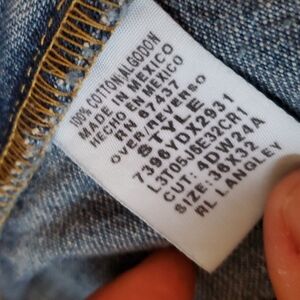 100% COTTON/ALGODON
MADE IN MEXICO
HECHO EN MEXICO
RN 67437
OVER/REVERSO
STYLE
7396YDX2931
L3T05J8E32CR1
CUT: 4DW24A
SIZE: 36X32
RL LANGLEY